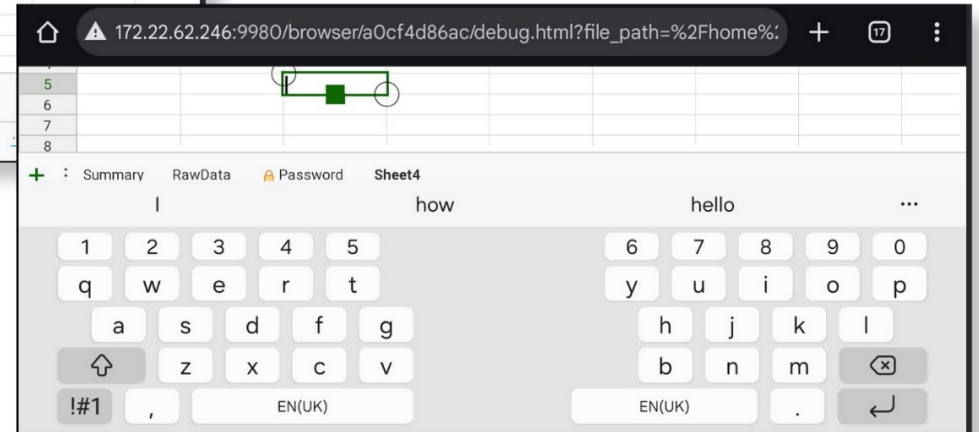 172.22.62.246:9980/browser/a0cf4d86ac/debug.html?file_path=%2Fhome% 17
5
6
7
8
+ : Summary RawData Password Sheet4
I how hello ...
1 2 3 4 5 6 7 8 9 0
q w e r t y u i o p
a s d f g h j k l
z x c v b n m
!#1 , EN(UK) EN(UK) .